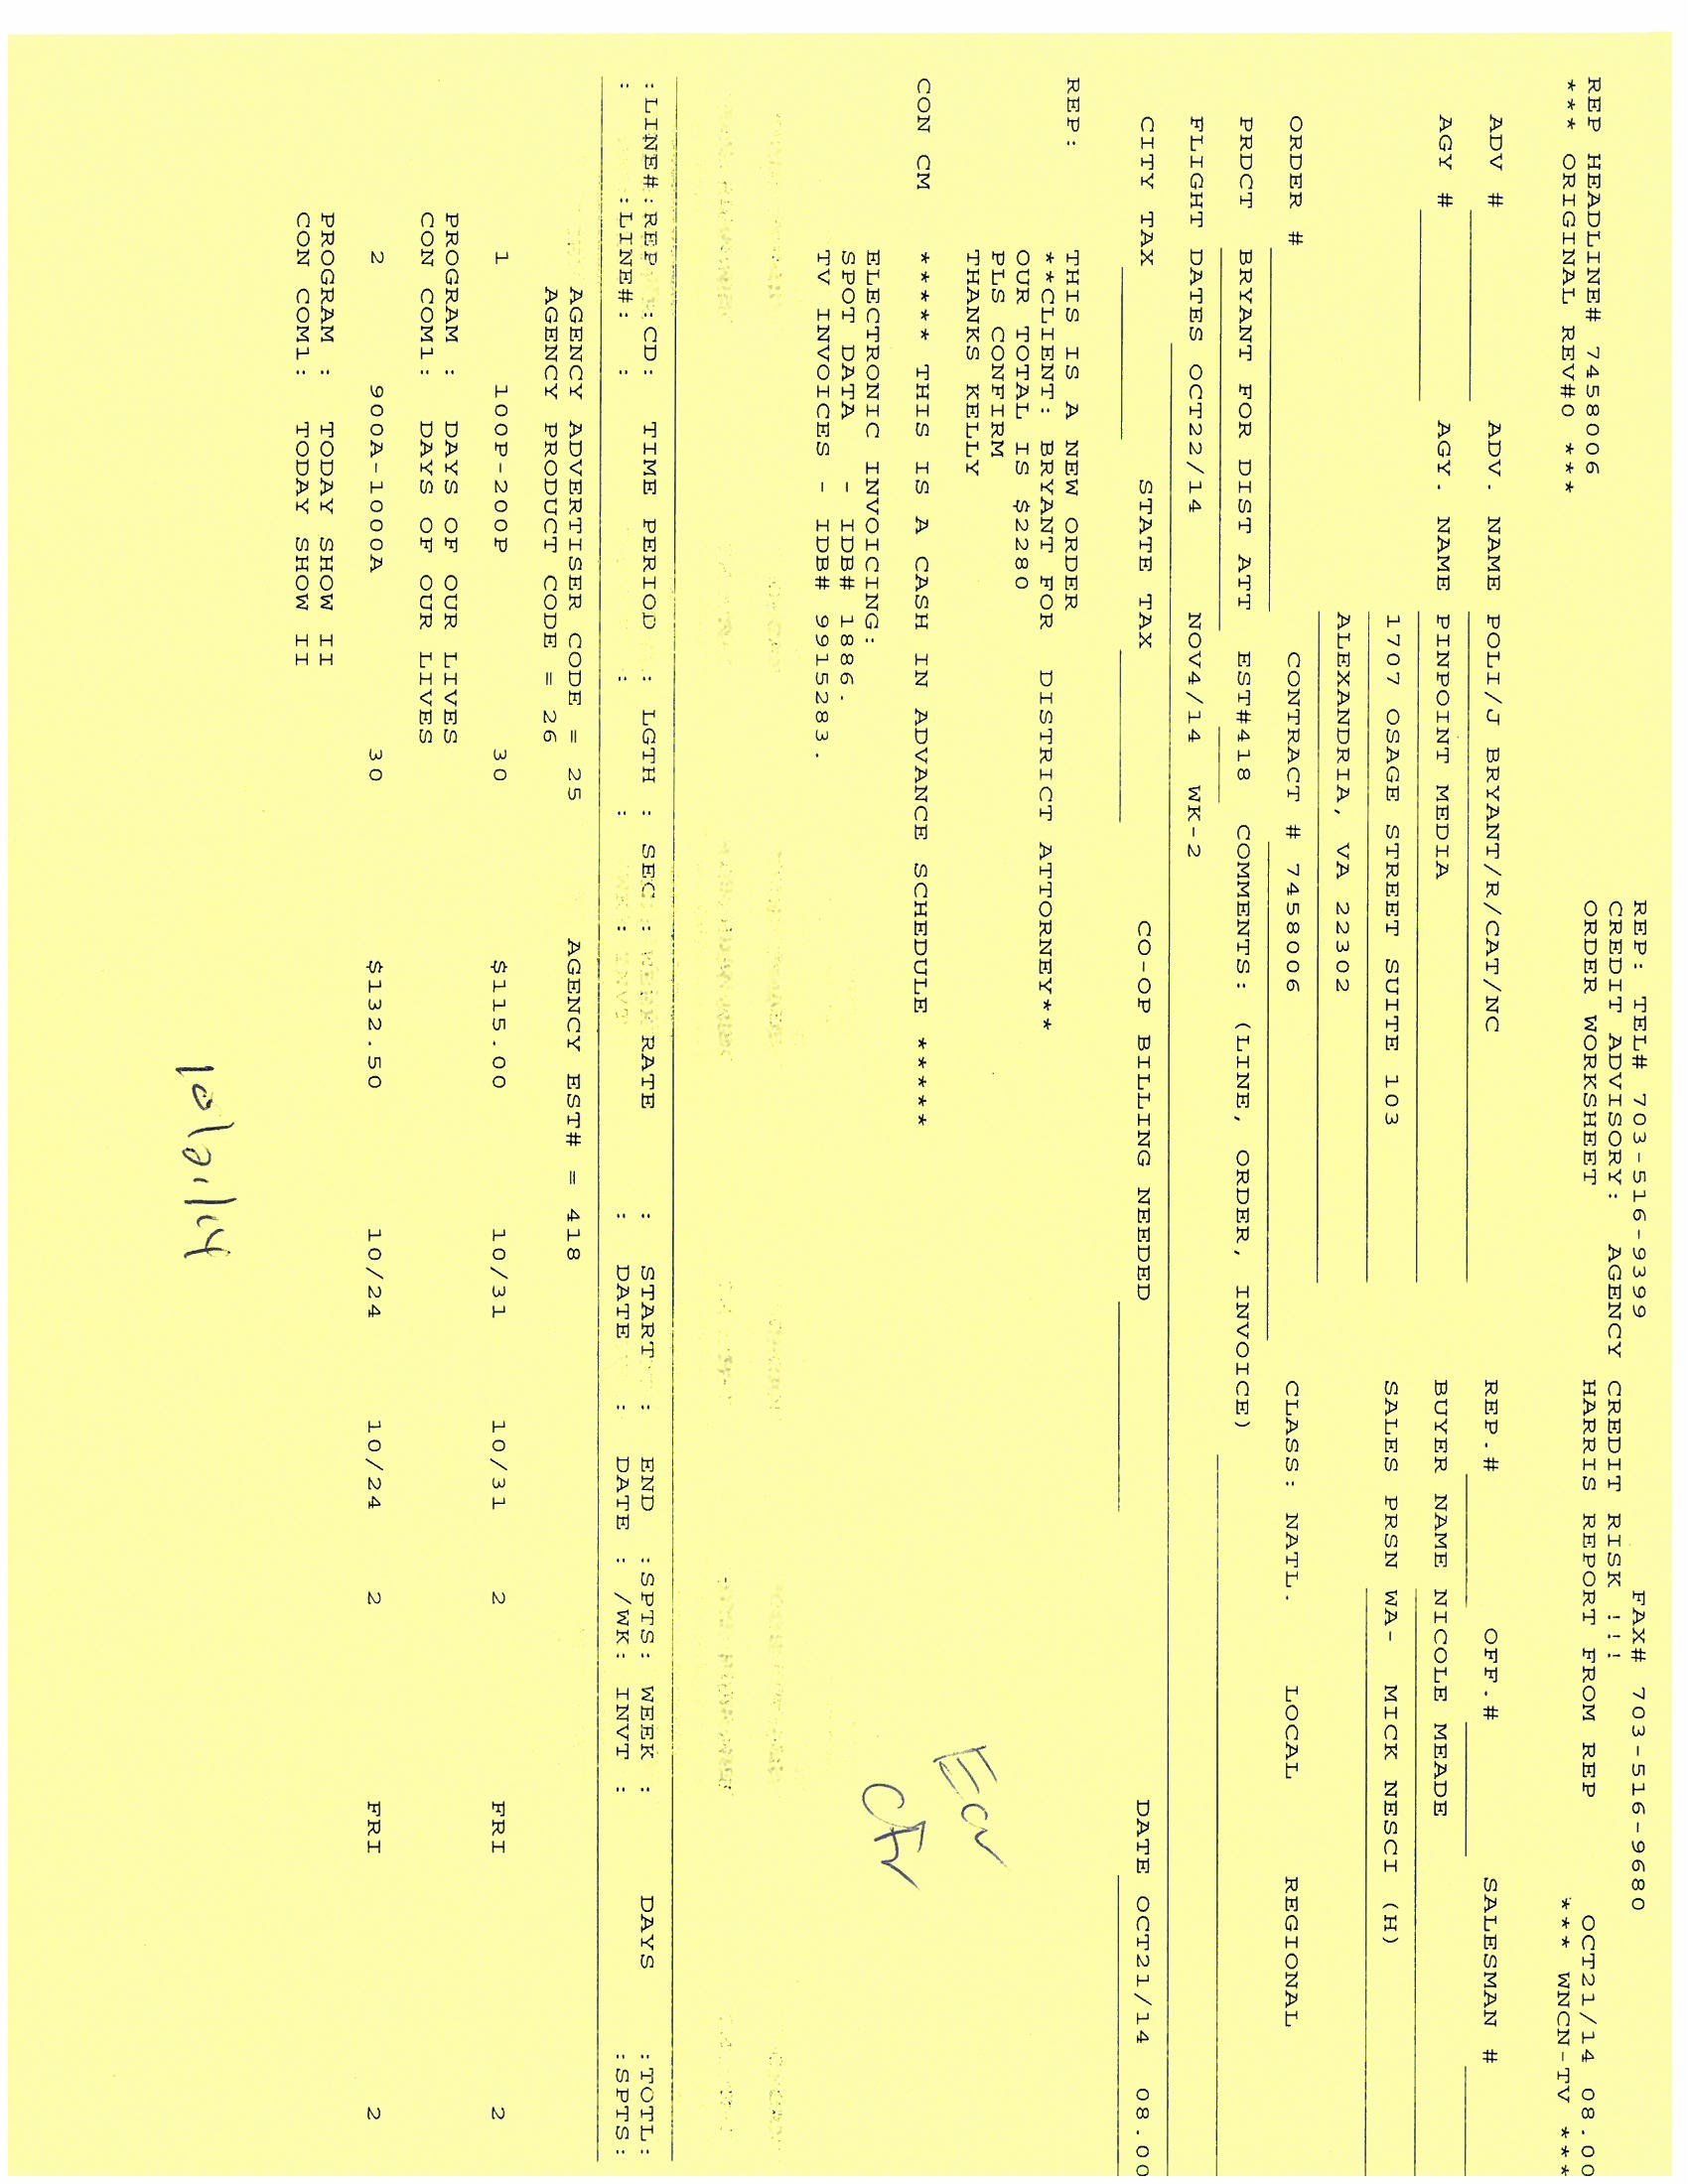 REP: TEL# 703-516-9399 FAX# 703-516-9680
CREDIT ADVISORY: AGENCY CREDIT RISK !!!
REP HEADLINE# 7458006 ORDER WORKSHEET HARRIS REPORT FROM REP OCT21/14 08.00
*** ORIGINAL REV#0 *** *** WNCN-TV ***
ADV # ADV. NAME POLI/J BRYANT/R/CAT/NC REP.# OFF.# SALESMAN #
AGY # AGY. NAME PINPOINT MEDIA BUYER NAME NICOLE MEADE
1707 OSAGE STREET SUITE 103 SALES PRSN WA- MICK NESCI (H)
ALEXANDRIA, VA 22302
ORDER # CONTRACT # 7458006 CLASS: NATL. LOCAL REGIONAL
PRDCT BRYANT FOR DIST ATT EST#418 COMMENTS: (LINE, ORDER, INVOICE)
FLIGHT DATES OCT22/14 NOV4/14 WK-2
CITY TAX STATE TAX CO-OP BILLING NEEDED DATE OCT21/14 08.00
REP: THIS IS A NEW ORDER
**CLIENT: BRYANT FOR DISTRICT ATTORNEY**
OUR TOTAL IS $2280
PLS CONFIRM
THANKS KELLY
CON CM ***** THIS IS A CASH IN ADVANCE SCHEDULE *****
ELECTRONIC INVOICING:
SPOT DATA - IDB# 1886.
TV INVOICES - IDB# 9915283.
:LINE#:REP :CD: TIME PERIOD : LGTH : SEC : RATE : START : END :SPTS: WEEK : DAYS :TOTL:
: :LINE#: : : : : DATE : DATE : /WK: INVT : :SPTS:
AGENCY ADVERTISER CODE = 25 AGENCY EST# = 418
AGENCY PRODUCT CODE = 26
1 100P-200P 30 $115.00 10/31 10/31 2 FRI 2
PROGRAM : DAYS OF OUR LIVES
CON COM1: DAYS OF OUR LIVES
2 900A-1000A 30 $132.50 10/24 10/24 2 FRI 2
PROGRAM : TODAY SHOW II
CON COM1: TODAY SHOW II
10/21/14